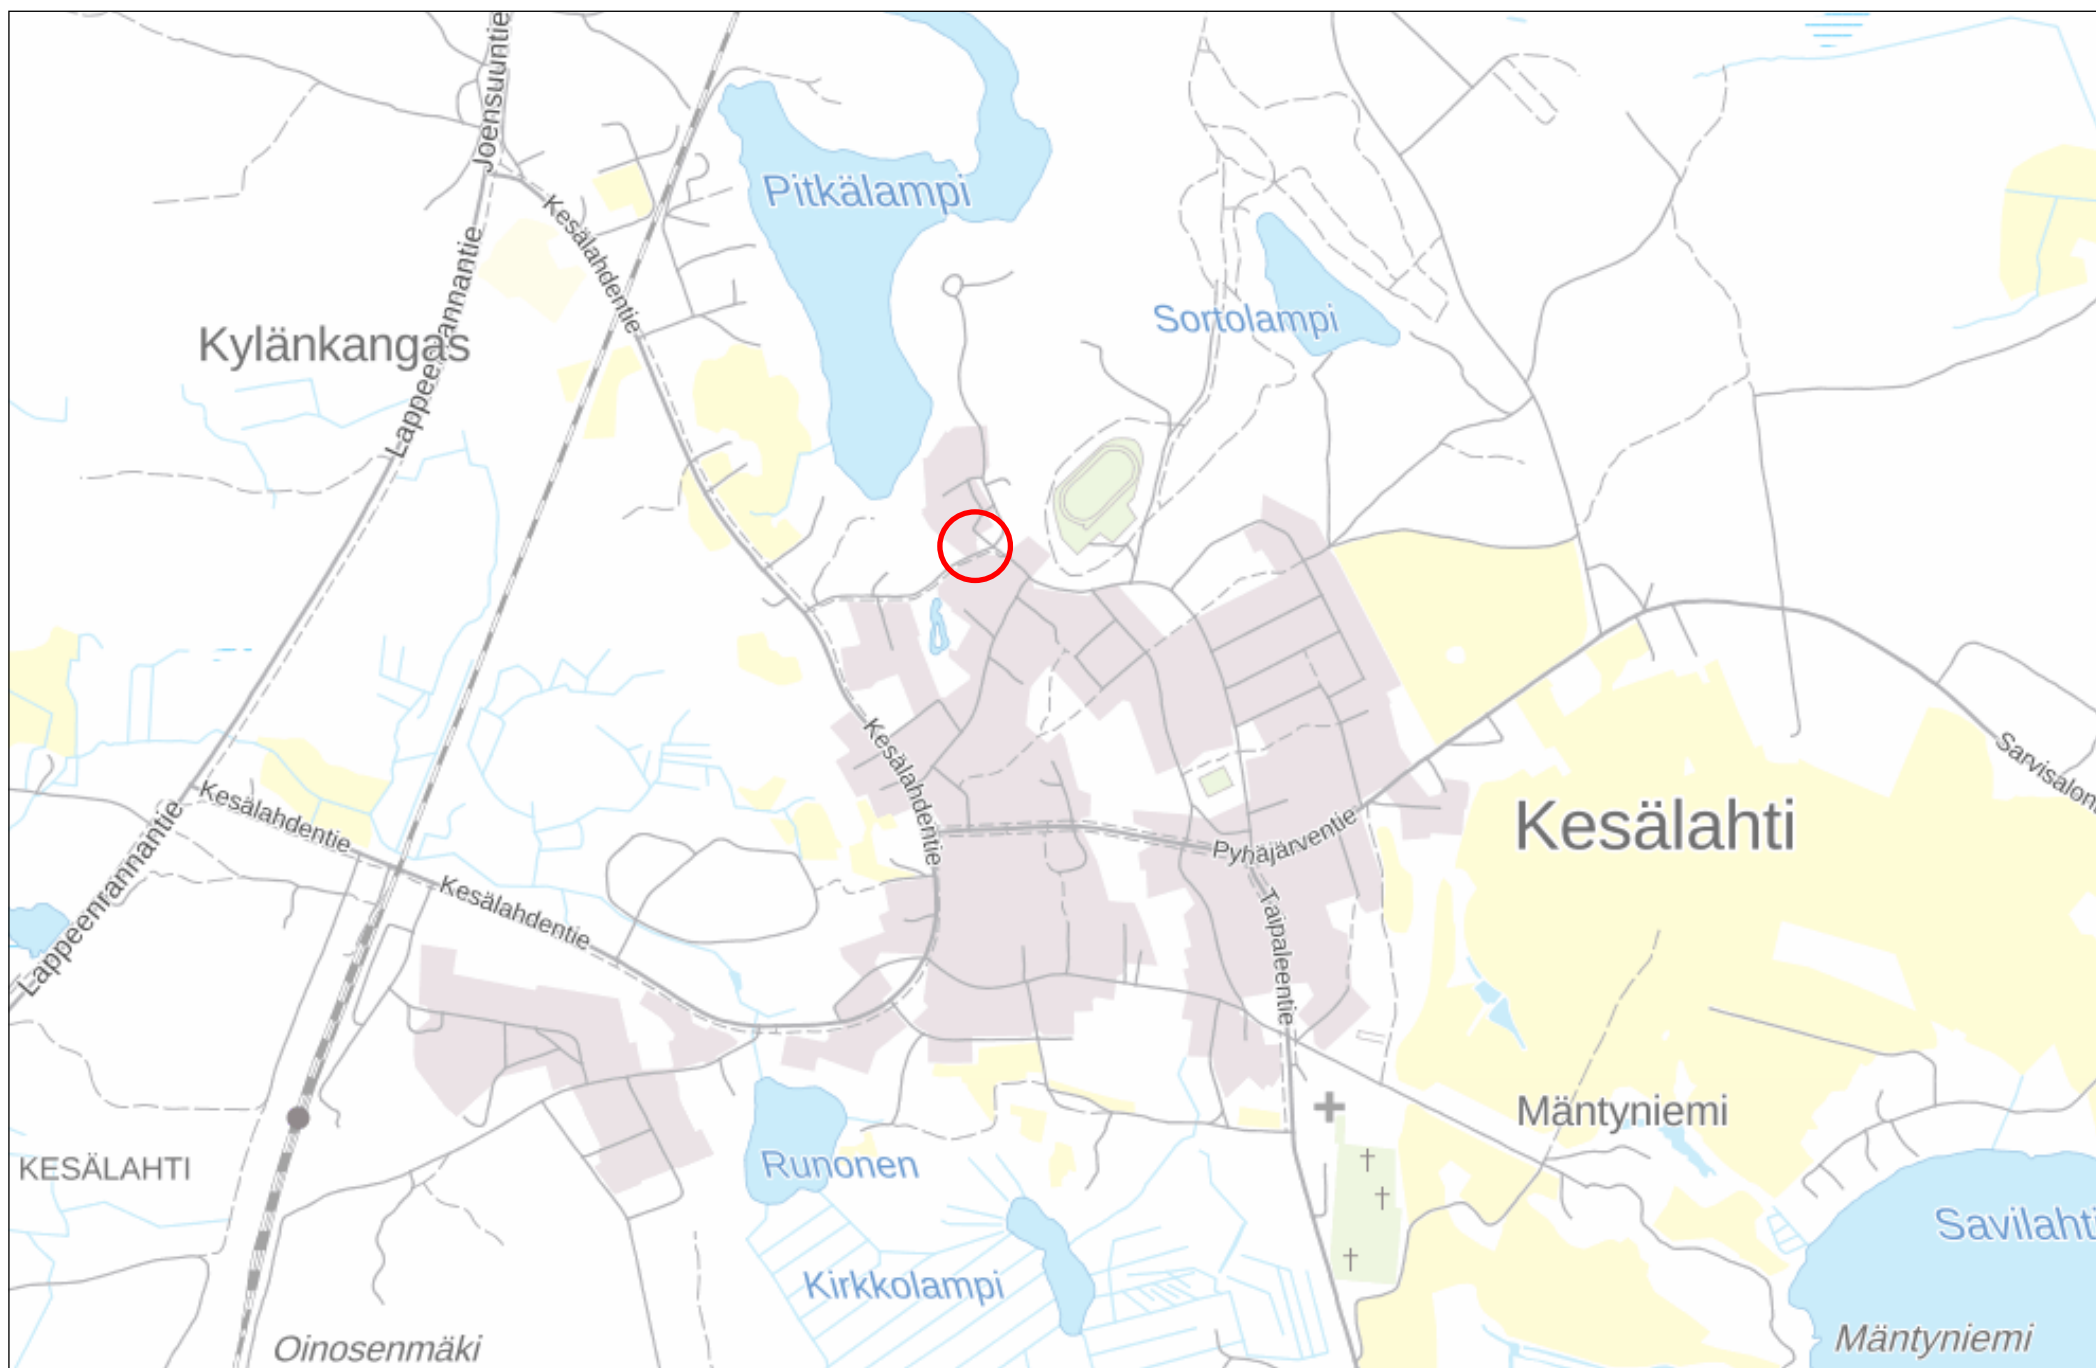 Joensuuntie
Pitkälampi
Kesälahdentie
Lappeenrannantie
Sortolampi
Kylänkangas
Kesälahdentie
Sarvisalon
Kesälahdentie
Lappeenrannantie
Kesälahti
Pyhäjärventie
Kesälahdentie
Taipaleentie
Mäntyniemi
KESÄLAHTI
Runonen
Savilahti
Kirkkolampi
Oinosenmäki
Mäntyniemi